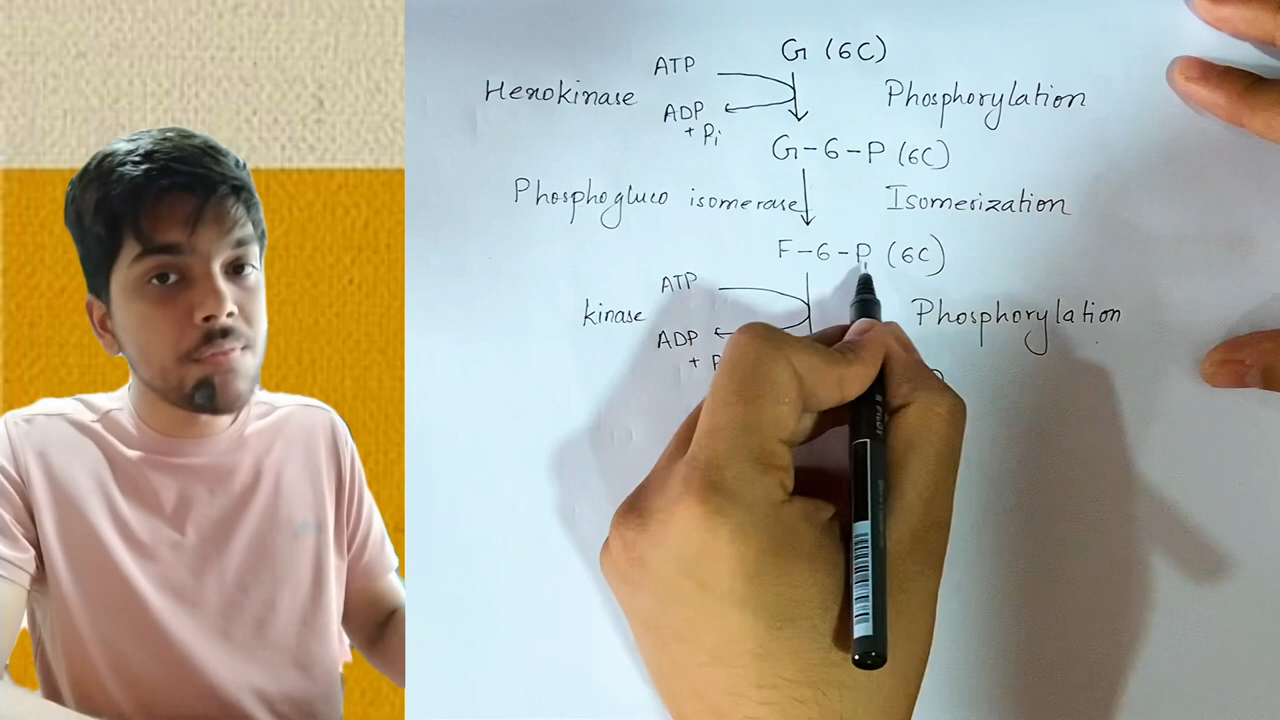 G (6C)
ATP
Hexokinase
Phosphorylation
ADP
+ Pi
G-6-P (6C)
Phosphogluco isomerase
Isomerization
F-6-P (6C)
ATP
kinase
Phosphorylation
ADP
+ P